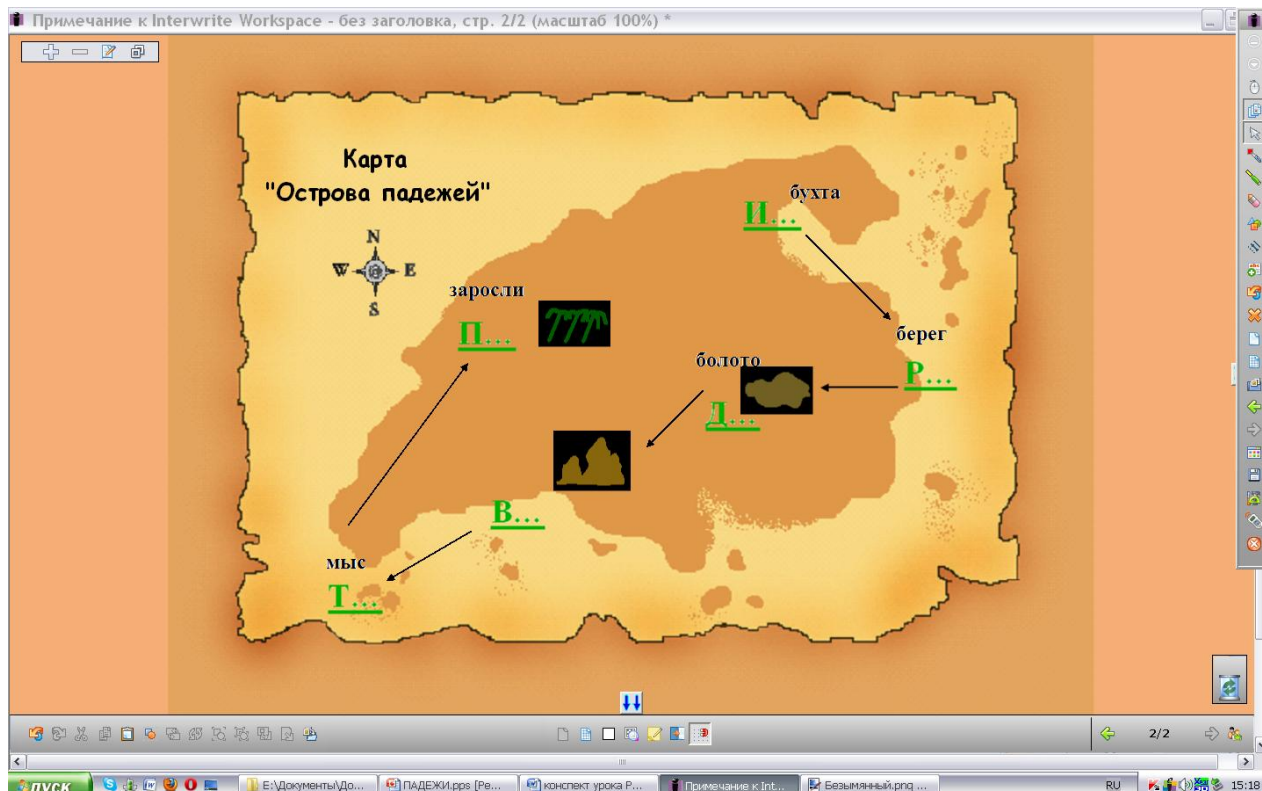 Примечание к Interwrite Workspace - без заголовка, стр. 2/2 (масштаб 100%) *
Карта
"Острова падежей"
N
W E
S
бухта
И...
заросли
П...
берег
Р...
болото
Д...
В...
мыс
Т...
2/2
пуск
E:\Документы\До...
ПАДЕЖИ.pps [Ре...
конспект урока Р...
Примечание к Int...
Безымянный.png ...
RU
15:18